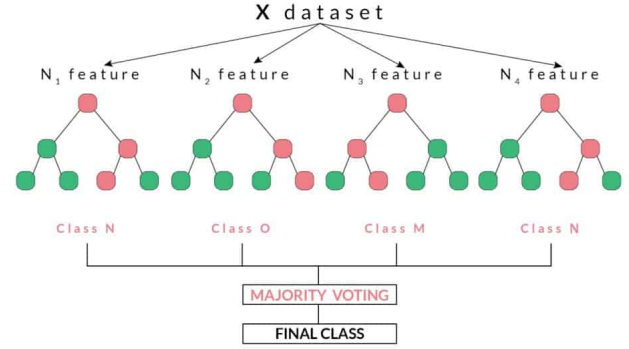 X dataset
N1 feature
N2 feature
N3 feature
N4 feature
Class N
Class O
Class M
Class N
MAJORITY VOTING
FINAL CLASS